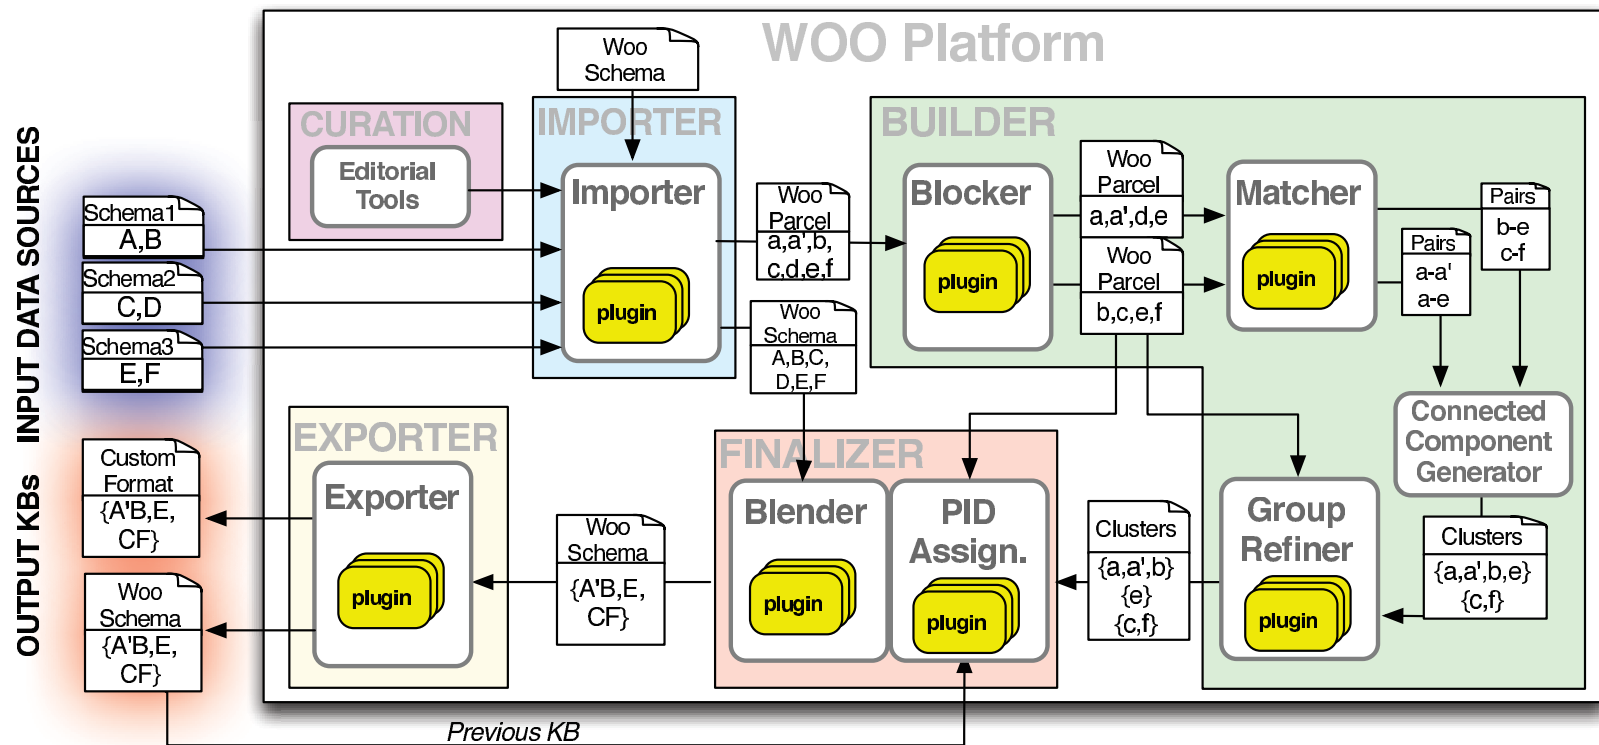 WOO Platform
INPUT DATA SOURCES
OUTPUT KBs
Schema1
A,B
Schema2
C,D
Schema3
E,F
CURATION
Editorial
Tools
Woo
Schema
IMPORTER
Importer
plugin
Woo
Parcel
a,a',b,
c,d,e,f
Woo
Schema
A,B,C,
D,E,F
BUILDER
Blocker
plugin
Woo
Parcel
a,a',d,e
Woo
Parcel
b,c,e,f
Matcher
plugin
Pairs
b-e
c-f
Pairs
a-a'
a-e
Connected
Component
Generator
Clusters
{a,a',b,e}
{c,f}
Group
Refiner
plugin
Clusters
{a,a',b}
{e}
{c,f}
FINALIZER
Blender
plugin
PID
Assign.
plugin
Woo
Schema
{A'B,E,
CF}
EXPORTER
Exporter
plugin
Custom
Format
{A'B,E,
CF}
Woo
Schema
{A'B,E,
CF}
Previous KB